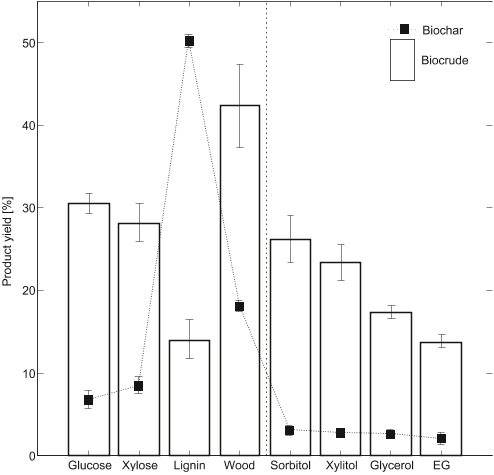 50
40
30
20
10
0
Product yield [%]
Biochar
Biocrude
Glucose Xylose Lignin Wood Sorbitol Xylitol Glycerol EG